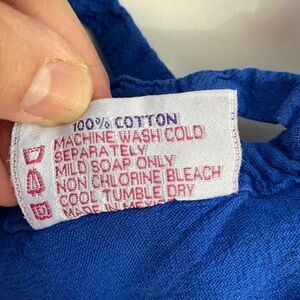 100% COTTON
MACHINE WASH COLD
SEPARATELY
MILD SOAP ONLY
NON CHLORINE BLEACH
COOL TUMBLE DRY
MADE IN MEXICO